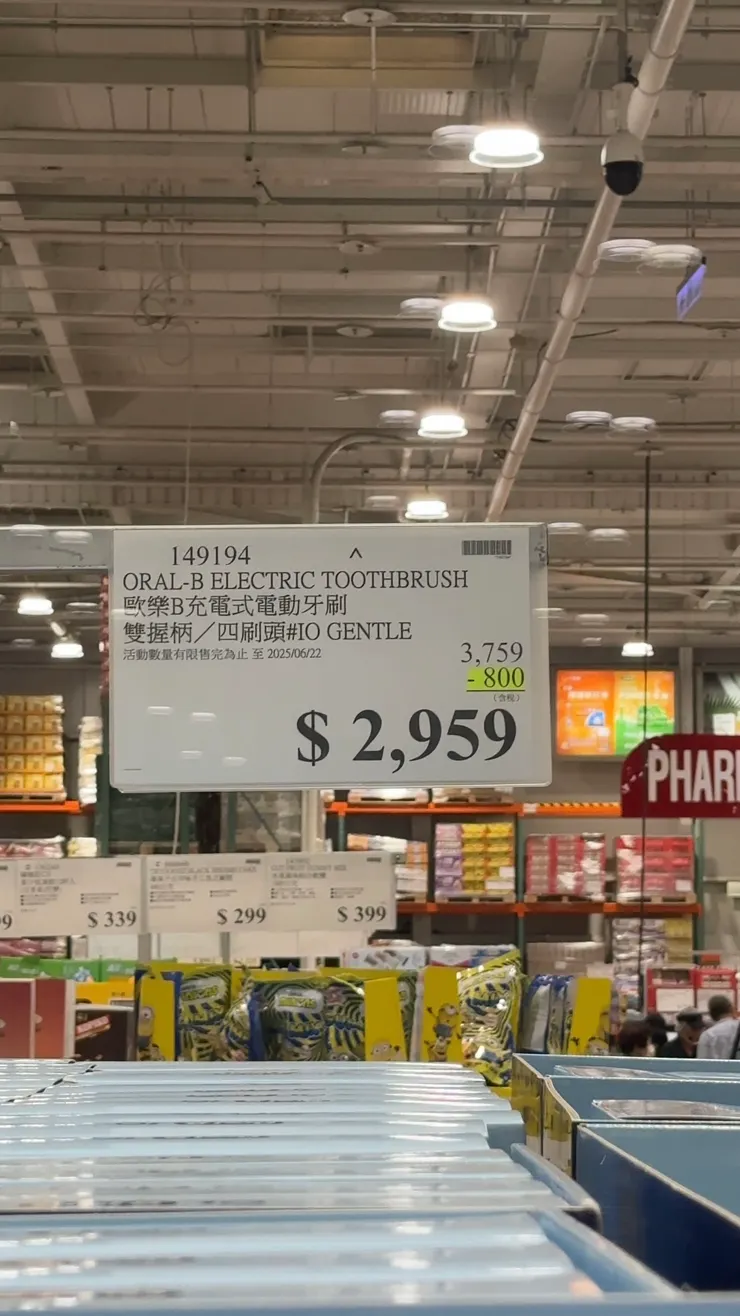 149194
^
ORAL-B ELECTRIC TOOTHBRUSH
歐樂B充電式電動牙刷
雙握柄／四刷頭#IO GENTLE
活動數量有限售完為止 至 2025/06/22
3,759
- 800
(含稅)
$ 2,959
PHAR
9
$ 339
$ 299
$ 399